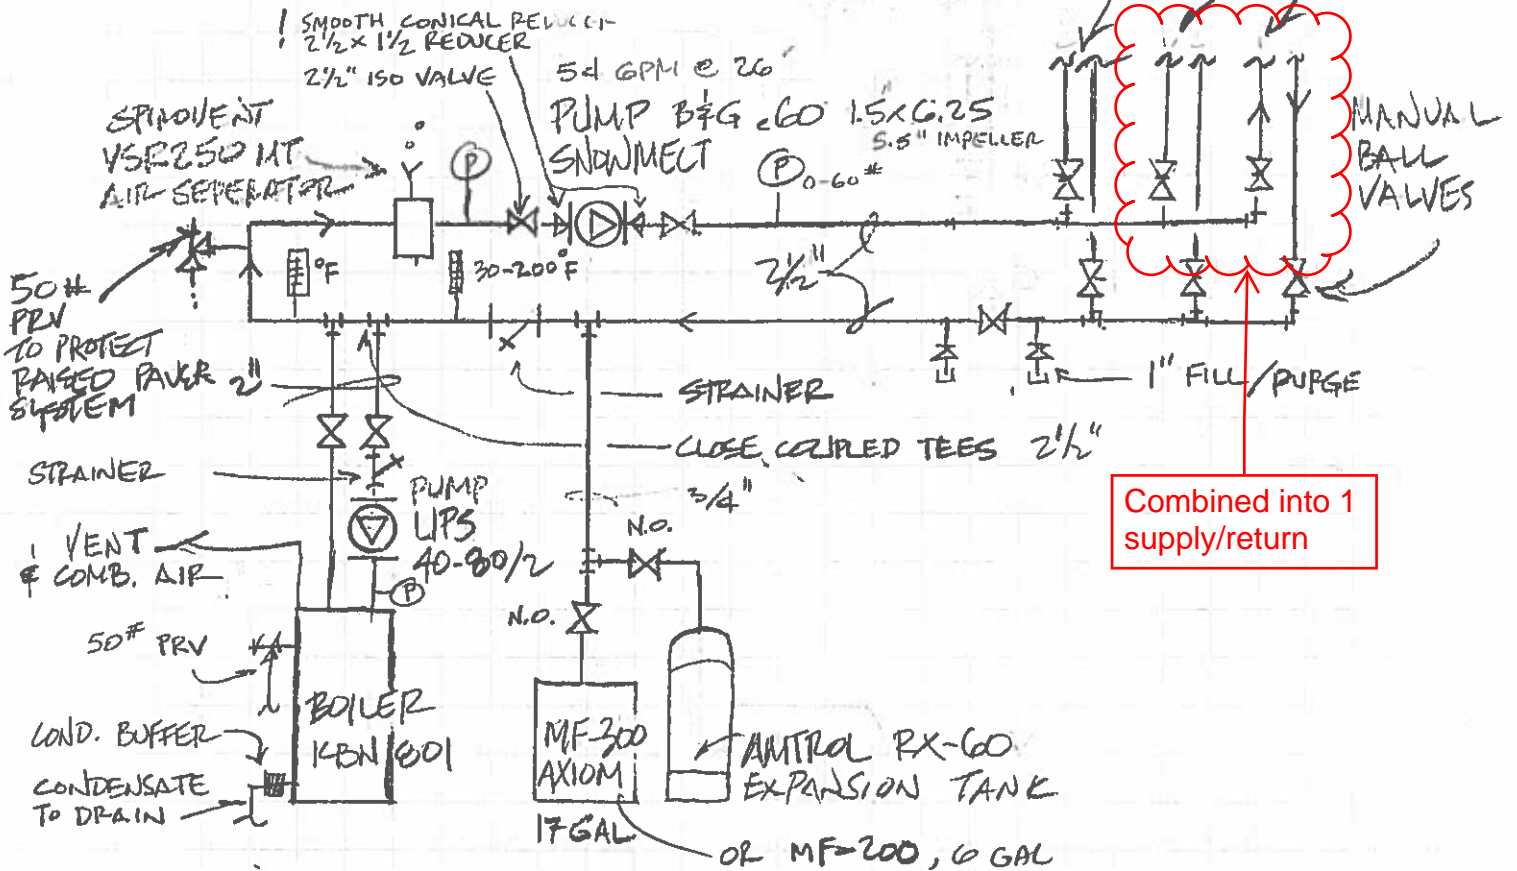 SMOOTH CONICAL REDUCER
2½ x 1½ REDUCER
2½" ISO VALVE
54 GPM @ 26'
PUMP B&G e60 1.5x6.25
5.5" IMPELLER
SNOWMELT
SPIROVENT
VSR250 MT
AIR SEPERATOR
P
P 0-60#
MANUAL
BALL
VALVES
°F
30-200°F
2½"
50#
PRV
TO PROTECT
RAISED PAVER
SYSTEM
2"
1" FILL/PURGE
STRAINER
CLOSE COUPLED TEES 2½"
STRAINER
3/4"
PUMP
UPS
40-80/2
N.O.
Combined into 1
supply/return
VENT
& COMB. AIR
P
N.O.
50# PRV
BOILER
KBN 801
COND. BUFFER
CONDENSATE
TO DRAIN
MF-300
AXIOM
17 GAL
AMTROL RX-60
EXPANSION TANK
OR MF-200, 6 GAL